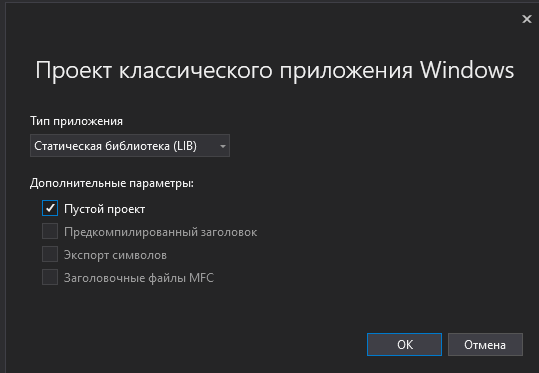 Проект классического приложения Windows
Тип приложения
Статическая библиотека (LIB)
Дополнительные параметры:
Пустой проект
Предкомпилированный заголовок
Экспорт символов
Заголовочные файлы MFC
ОК
Отмена